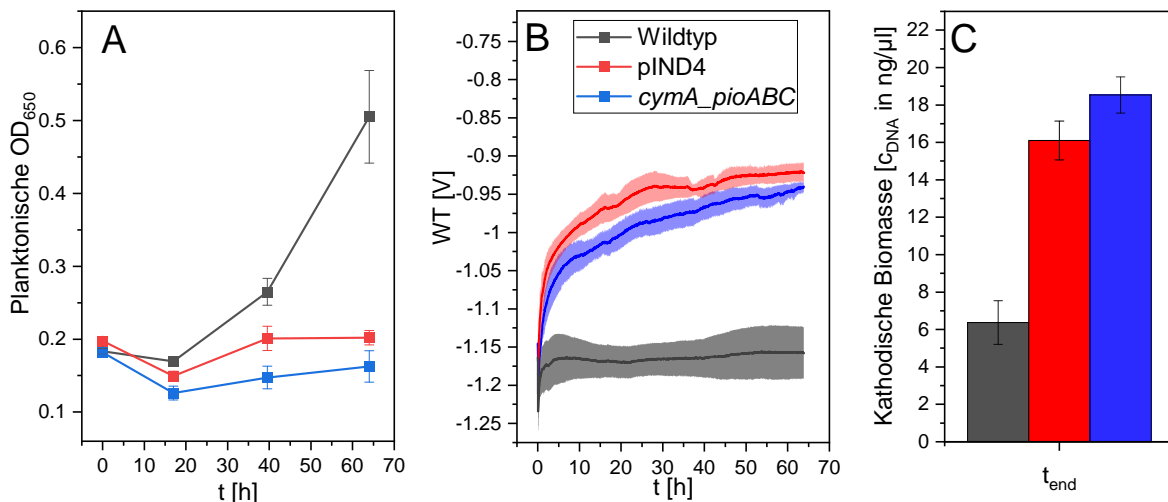 A
Planktonische OD650
0.6
0.5
0.4
0.3
0.2
0.1
0 10 20 30 40 50 60 70
t [h]
B
Wildtyp
pIND4
cymA_pioABC
WT [V]
-0.75
-0.8
-0.85
-0.9
-0.95
-1
-1.05
-1.1
-1.15
-1.2
-1.25
0 10 20 30 40 50 60 70
t [h]
C
Kathodische Biomasse [cDNA in ng/µl]
22
20
18
16
14
12
10
8
6
4
2
0
tend